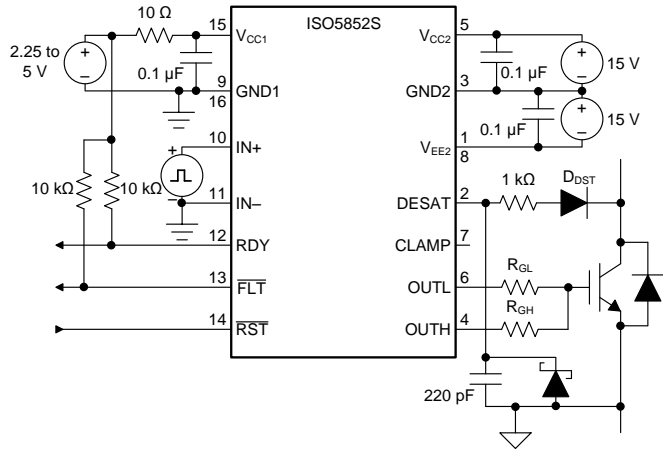 ISO5852S
10 Ω
15
VCC1
5
VCC2
2.25 to
5 V
+
−
0.1 µF
0.1 µF
+
−
15 V
9
GND1
16
3
GND2
0.1 µF
+
−
15 V
10
IN+
1
VEE2
8
+
−
10 kΩ
10 kΩ
11
IN–
1 kΩ
DDST
2
DESAT
12
RDY
7
CLAMP
13
FLT
6
OUTL
RGL
14
RST
4
OUTH
RGH
220 pF